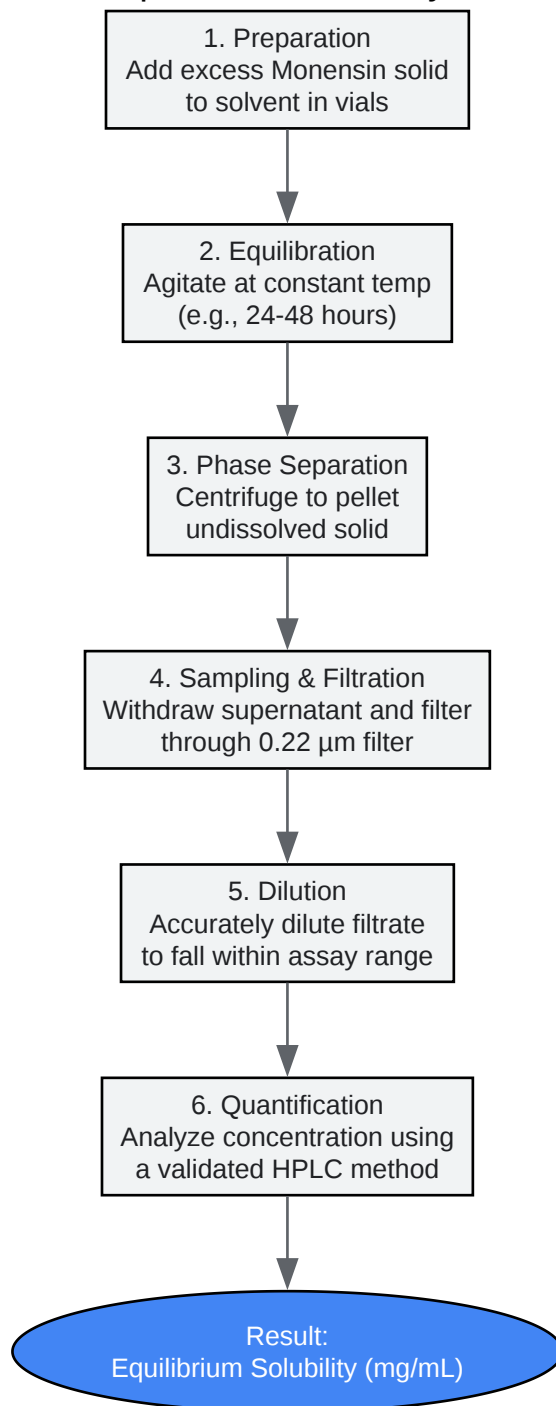 1. Preparation
Add excess Monensin solid
to solvent in vials
2. Equilibration
Agitate at constant temp
(e.g., 24-48 hours)
3. Phase Separation
Centrifuge to pellet
undissolved solid
4. Sampling & Filtration
Withdraw supernatant and filter
through 0.22 µm filter
5. Dilution
Accurately dilute filtrate
to fall within assay range
6. Quantification
Analyze concentration using
a validated HPLC method
Result:
Equilibrium Solubility (mg/mL)